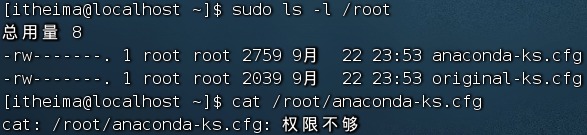 [itheima@localhost ~]$ sudo ls -l /root
总用量 8
-rw-------. 1 root root 2759 9月  22 23:53 anaconda-ks.cfg
-rw-------. 1 root root 2039 9月  22 23:53 original-ks.cfg
[itheima@localhost ~]$ cat /root/anaconda-ks.cfg
cat: /root/anaconda-ks.cfg: 权限不够